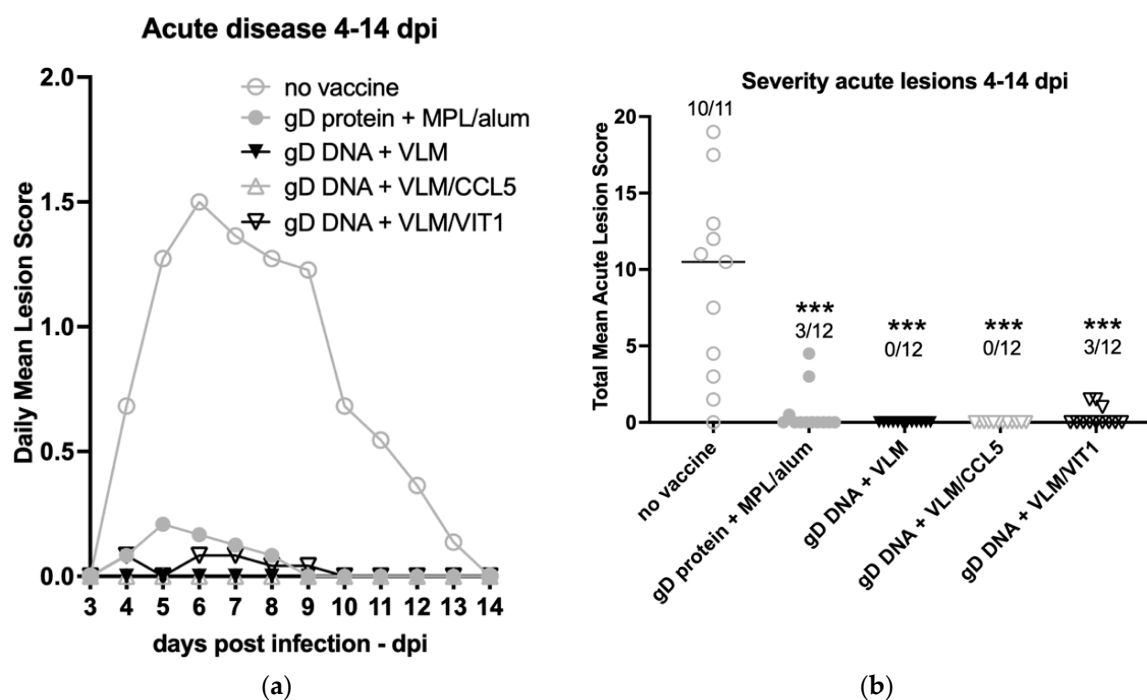 Acute disease 4-14 dpi
Daily Mean Lesion Score
2.0
1.5
1.0
0.5
0.0
no vaccine
gD protein + MPL/alum
gD DNA + VLM
gD DNA + VLM/CCL5
gD DNA + VLM/VIT1
3 4 5 6 7 8 9 10 11 12 13 14
days post infection - dpi
(a)
Severity acute lesions 4-14 dpi
Total Mean Acute Lesion Score
20
15
10
5
0
10/11
*** *** *** ***
3/12 0/12 0/12 3/12
no vaccine
gD protein + MPL/alum
gD DNA + VLM
gD DNA + VLM/CCL5
gD DNA + VLM/VIT1
(b)